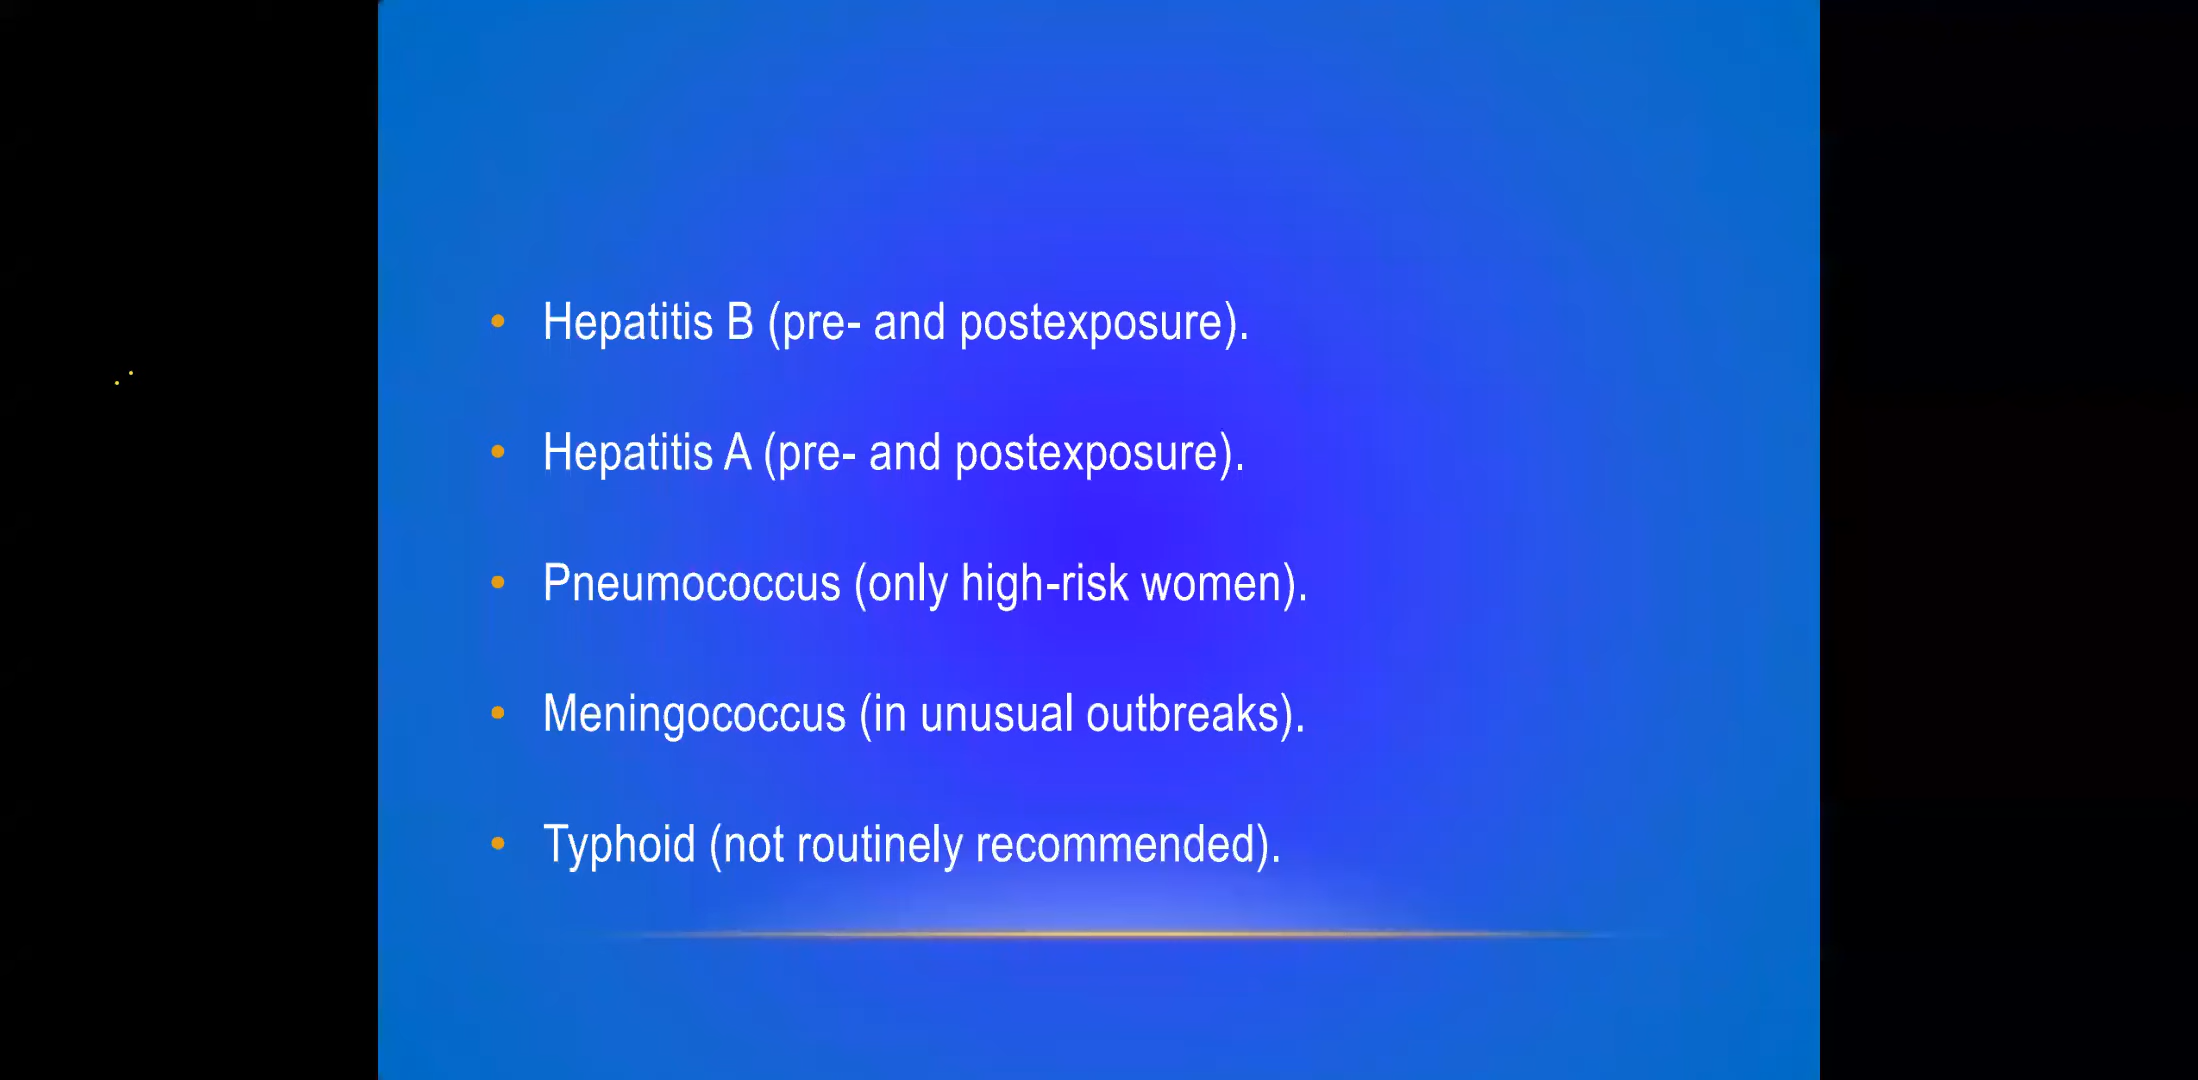 • Hepatitis B (pre- and postexposure).
• Hepatitis A (pre- and postexposure).
• Pneumococcus (only high-risk women).
• Meningococcus (in unusual outbreaks).
• Typhoid (not routinely recommended).